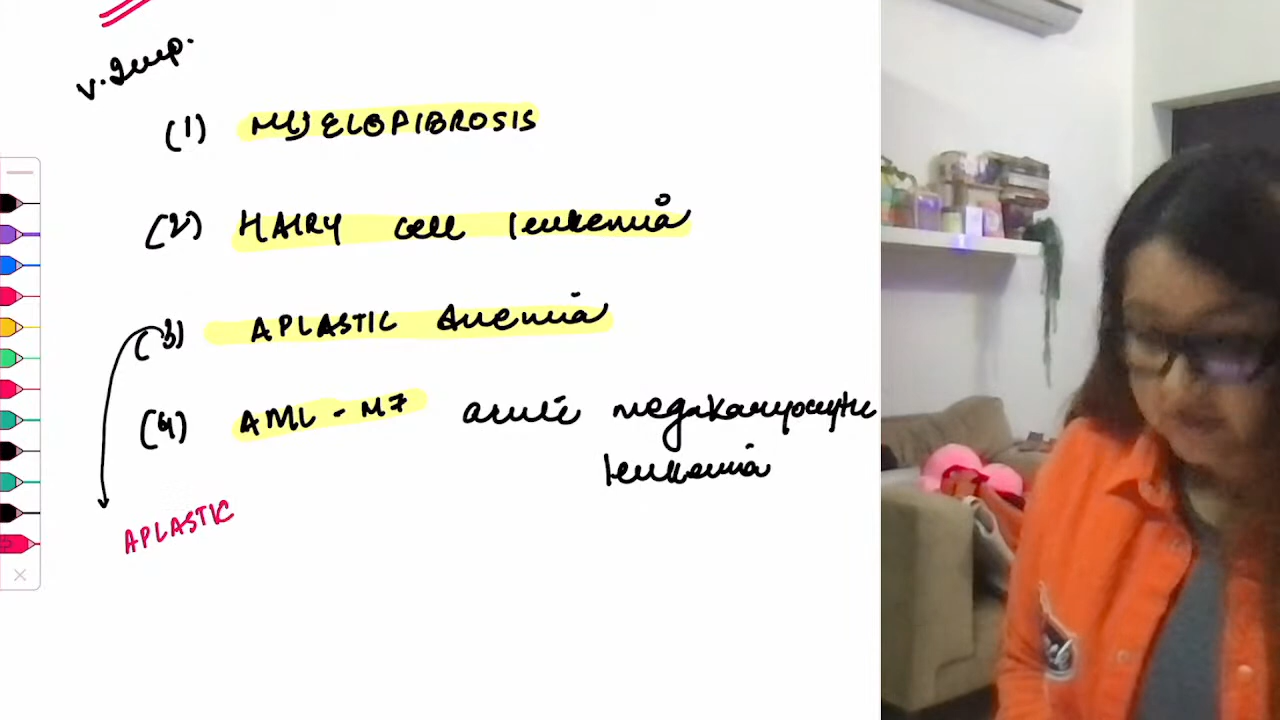 v. Imp.
(1) MYELOFIBROSIS
(2) HAIRY cell leukemia
(3) APLASTIC Anemia
(4) AML - M7 acute megakaryocytic
leukemia
APLASTIC